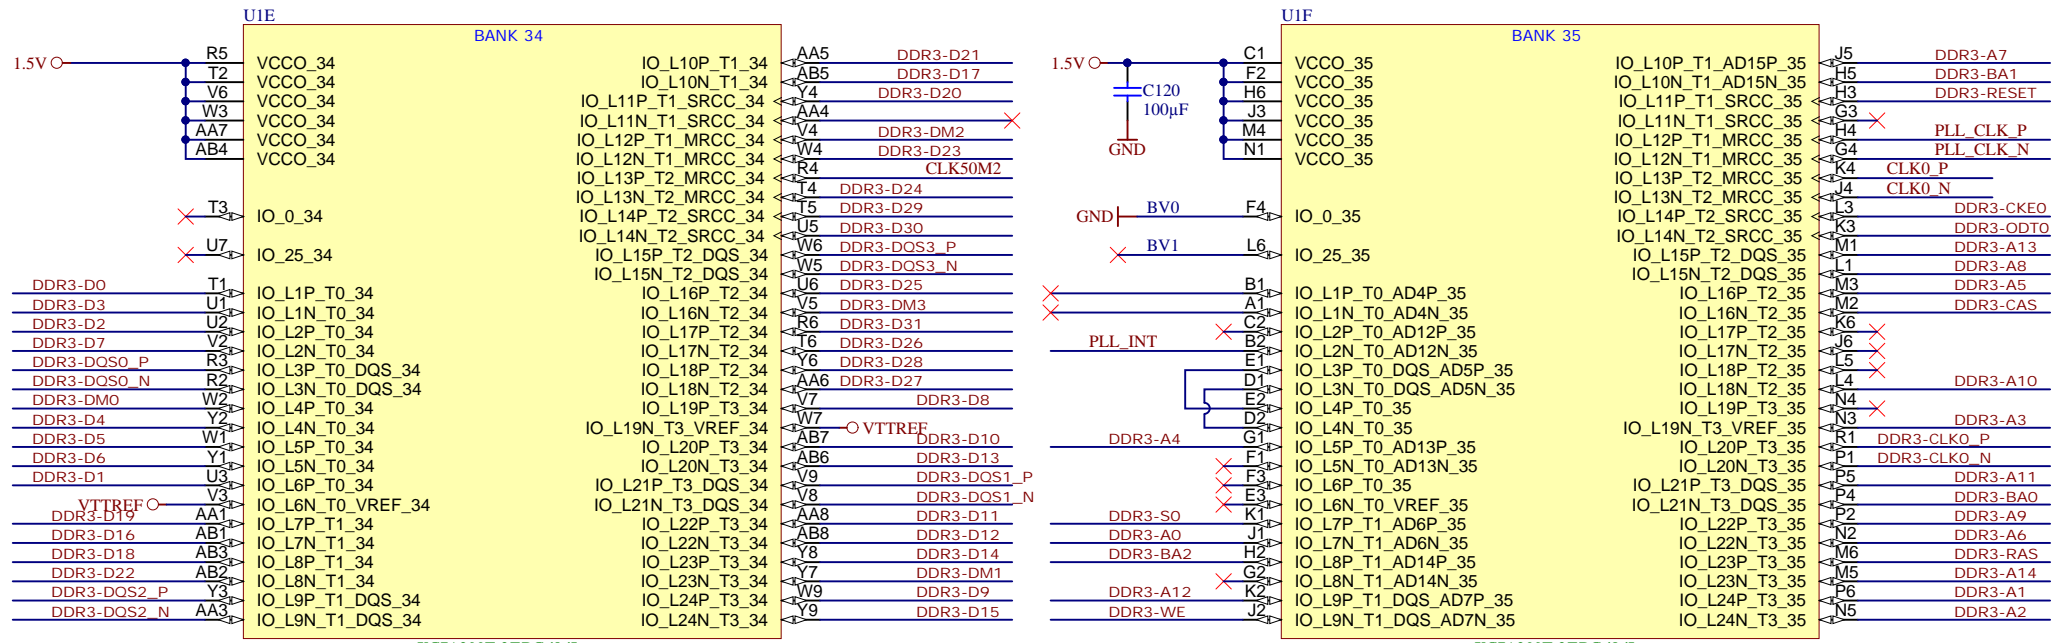 U1E
BANK 34
1.5V
R5 VCCO_34
T2 VCCO_34
V6 VCCO_34
W3 VCCO_34
AA7 VCCO_34
AB4 VCCO_34
T3 IO_0_34
U7 IO_25_34
DDR3-D0 T1 IO_L1P_T0_34
DDR3-D3 U1 IO_L1N_T0_34
DDR3-D2 U2 IO_L2P_T0_34
DDR3-D7 V2 IO_L2N_T0_34
DDR3-DQS0_P R3 IO_L3P_T0_DQS_34
DDR3-DQS0_N R2 IO_L3N_T0_DQS_34
DDR3-DM0 W2 IO_L4P_T0_34
DDR3-D4 Y2 IO_L4N_T0_34
DDR3-D5 W1 IO_L5P_T0_34
DDR3-D6 Y1 IO_L5N_T0_34
DDR3-D1 U3 IO_L6P_T0_34
VTTREF V3 IO_L6N_T0_VREF_34
DDR3-D19 AA1 IO_L7P_T1_34
DDR3-D16 AB1 IO_L7N_T1_34
DDR3-D18 AB3 IO_L8P_T1_34
DDR3-D22 AB2 IO_L8N_T1_34
DDR3-DQS2_P Y3 IO_L9P_T1_DQS_34
DDR3-DQS2_N AA3 IO_L9N_T1_DQS_34
IO_L10P_T1_34 AA5 DDR3-D21
IO_L10N_T1_34 AB5 DDR3-D17
IO_L11P_T1_SRCC_34 Y4 DDR3-D20
IO_L11N_T1_SRCC_34 AA4
IO_L12P_T1_MRCC_34 V4 DDR3-DM2
IO_L12N_T1_MRCC_34 W4 DDR3-D23
IO_L13P_T2_MRCC_34 R4 CLK50M2
IO_L13N_T2_MRCC_34 T4 DDR3-D24
IO_L14P_T2_SRCC_34 T5 DDR3-D29
IO_L14N_T2_SRCC_34 U5 DDR3-D30
IO_L15P_T2_DQS_34 W6 DDR3-DQS3_P
IO_L15N_T2_DQS_34 W5 DDR3-DQS3_N
IO_L16P_T2_34 U6 DDR3-D25
IO_L16N_T2_34 V5 DDR3-DM3
IO_L17P_T2_34 R6 DDR3-D31
IO_L17N_T2_34 T6 DDR3-D26
IO_L18P_T2_34 Y6 DDR3-D28
IO_L18N_T2_34 AA6 DDR3-D27
IO_L19P_T3_34 V7 DDR3-D8
IO_L19N_T3_VREF_34 W7 VTTREF
IO_L20P_T3_34 AB7 DDR3-D10
IO_L20N_T3_34 AB6 DDR3-D13
IO_L21P_T3_DQS_34 V9 DDR3-DQS1_P
IO_L21N_T3_DQS_34 V8 DDR3-DQS1_N
IO_L22P_T3_34 AA8 DDR3-D11
IO_L22N_T3_34 AB8 DDR3-D12
IO_L23P_T3_34 Y8 DDR3-D14
IO_L23N_T3_34 Y7 DDR3-DM1
IO_L24P_T3_34 W9 DDR3-D9
IO_L24N_T3_34 Y9 DDR3-D15
U1F
BANK 35
1.5V
C120
100µF
GND
C1 VCCO_35
F2 VCCO_35
H6 VCCO_35
J3 VCCO_35
M4 VCCO_35
N1 VCCO_35
GND BV0 F4 IO_0_35
BV1 L6 IO_25_35
B1 IO_L1P_T0_AD4P_35
A1 IO_L1N_T0_AD4N_35
C2 IO_L2P_T0_AD12P_35
PLL_INT B2 IO_L2N_T0_AD12N_35
E1 IO_L3P_T0_DQS_AD5P_35
D1 IO_L3N_T0_DQS_AD5N_35
E2 IO_L4P_T0_35
D2 IO_L4N_T0_35
DDR3-A4 G1 IO_L5P_T0_AD13P_35
F1 IO_L5N_T0_AD13N_35
F3 IO_L6P_T0_35
E3 IO_L6N_T0_VREF_35
DDR3-S0 K1 IO_L7P_T1_AD6P_35
DDR3-A0 J1 IO_L7N_T1_AD6N_35
DDR3-BA2 H2 IO_L8P_T1_AD14P_35
G2 IO_L8N_T1_AD14N_35
DDR3-A12 K2 IO_L9P_T1_DQS_AD7P_35
DDR3-WE J2 IO_L9N_T1_DQS_AD7N_35
IO_L10P_T1_AD15P_35 J5 DDR3-A7
IO_L10N_T1_AD15N_35 H5 DDR3-BA1
IO_L11P_T1_SRCC_35 H3 DDR3-RESET
IO_L11N_T1_SRCC_35 G3
IO_L12P_T1_MRCC_35 H4 PLL_CLK_P
IO_L12N_T1_MRCC_35 G4 PLL_CLK_N
IO_L13P_T2_MRCC_35 K4 CLK0_P
IO_L13N_T2_MRCC_35 J4 CLK0_N
IO_L14P_T2_SRCC_35 L3 DDR3-CKE0
IO_L14N_T2_SRCC_35 K3 DDR3-ODT0
IO_L15P_T2_DQS_35 M1 DDR3-A13
IO_L15N_T2_DQS_35 L1 DDR3-A8
IO_L16P_T2_35 M3 DDR3-A5
IO_L16N_T2_35 M2 DDR3-CAS
IO_L17P_T2_35 K6
IO_L17N_T2_35 J6
IO_L18P_T2_35 L5
IO_L18N_T2_35 L4 DDR3-A10
IO_L19P_T3_35 N4
IO_L19N_T3_VREF_35 N3 DDR3-A3
IO_L20P_T3_35 R1 DDR3-CLK0_P
IO_L20N_T3_35 P1 DDR3-CLK0_N
IO_L21P_T3_DQS_35 P5 DDR3-A11
IO_L21N_T3_DQS_35 P4 DDR3-BA0
IO_L22P_T3_35 P2 DDR3-A9
IO_L22N_T3_35 N2 DDR3-A6
IO_L23P_T3_35 M6 DDR3-RAS
IO_L23N_T3_35 M5 DDR3-A14
IO_L24P_T3_35 P6 DDR3-A1
IO_L24N_T3_35 N5 DDR3-A2